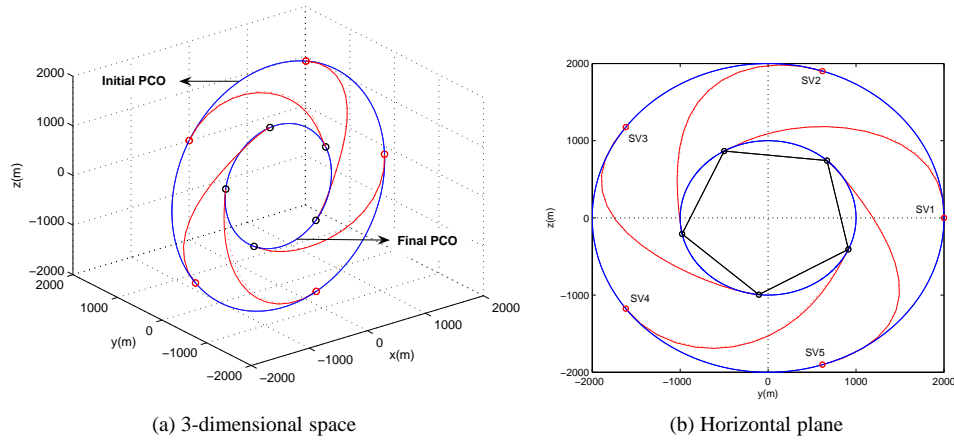 Initial PCO
Final PCO
2000
1000
0
−1000
−2000
z(m)
2000
1000
0
−1000
−2000
y(m)
−2000
−1000
0
1000
2000
x(m)
(a) 3-dimensional space
2000
1000
0
−1000
−2000
z(m)
SV2
SV3
SV1
SV4
SV5
−2000
−1000
0
1000
2000
y(m)
(b) Horizontal plane